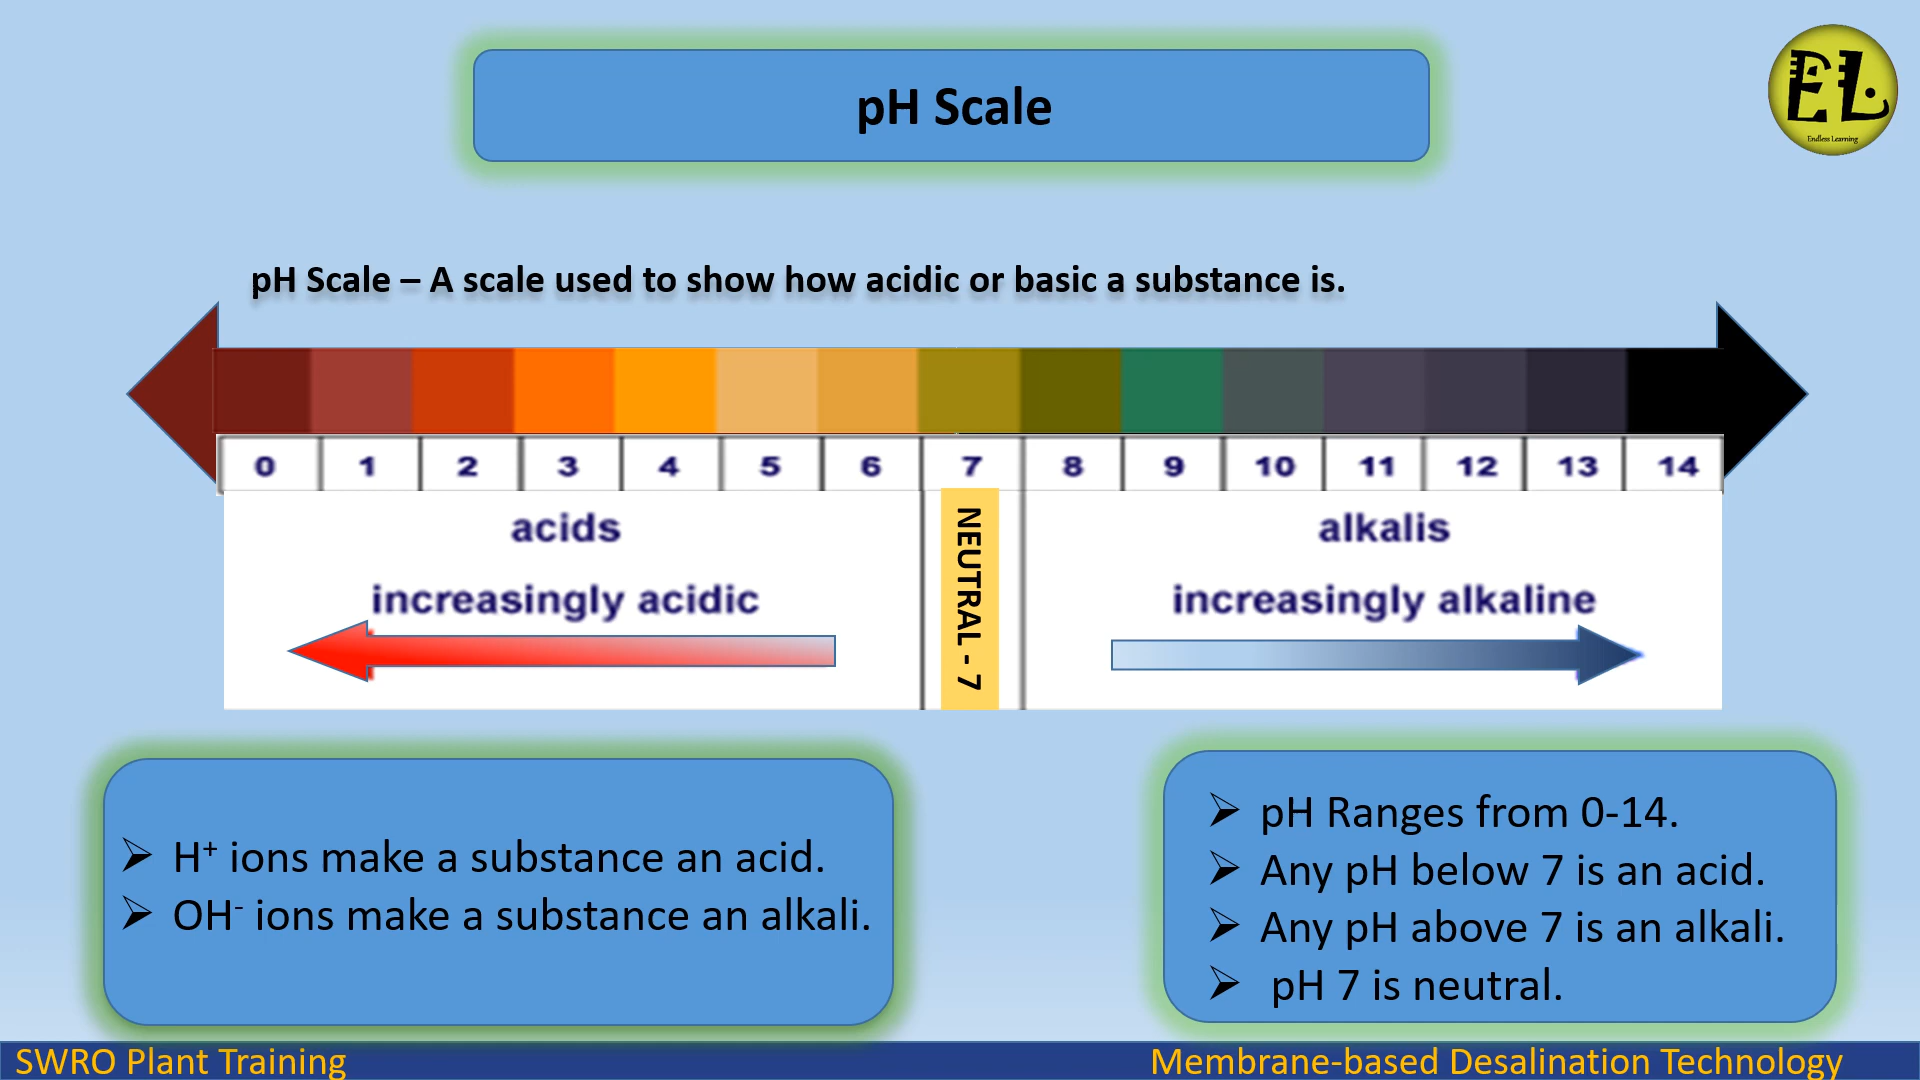 pH Scale
EL
Endless Learning
pH Scale – A scale used to show how acidic or basic a substance is.
0 1 2 3 4 5 6 7 8 9 10 11 12 13 14
acids
alkalis
increasingly acidic
increasingly alkaline
NEUTRAL - 7
➢ H⁺ ions make a substance an acid.
➢ OH⁻ ions make a substance an alkali.
➢ pH Ranges from 0-14.
➢ Any pH below 7 is an acid.
➢ Any pH above 7 is an alkali.
➢ pH 7 is neutral.
SWRO Plant Training
Membrane-based Desalination Technology